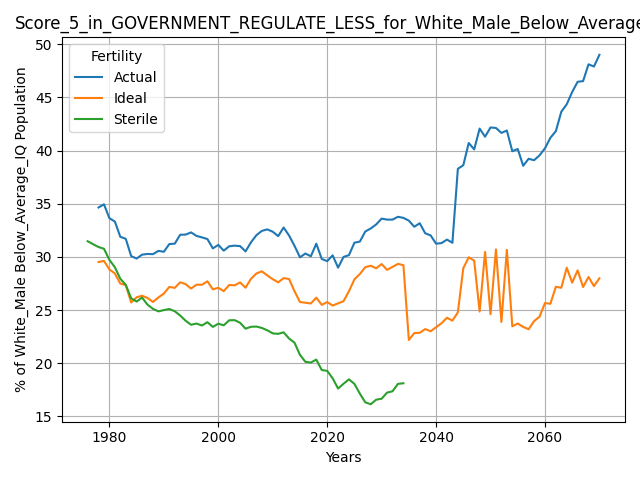 Score_5_in_GOVERNMENT_REGULATE_LESS_for_White_Male_Below_Average
Fertility
Actual
Ideal
Sterile
% of White_Male Below_Average_IQ Population
50
45
40
35
30
25
20
15
1980
2000
2020
2040
2060
Years